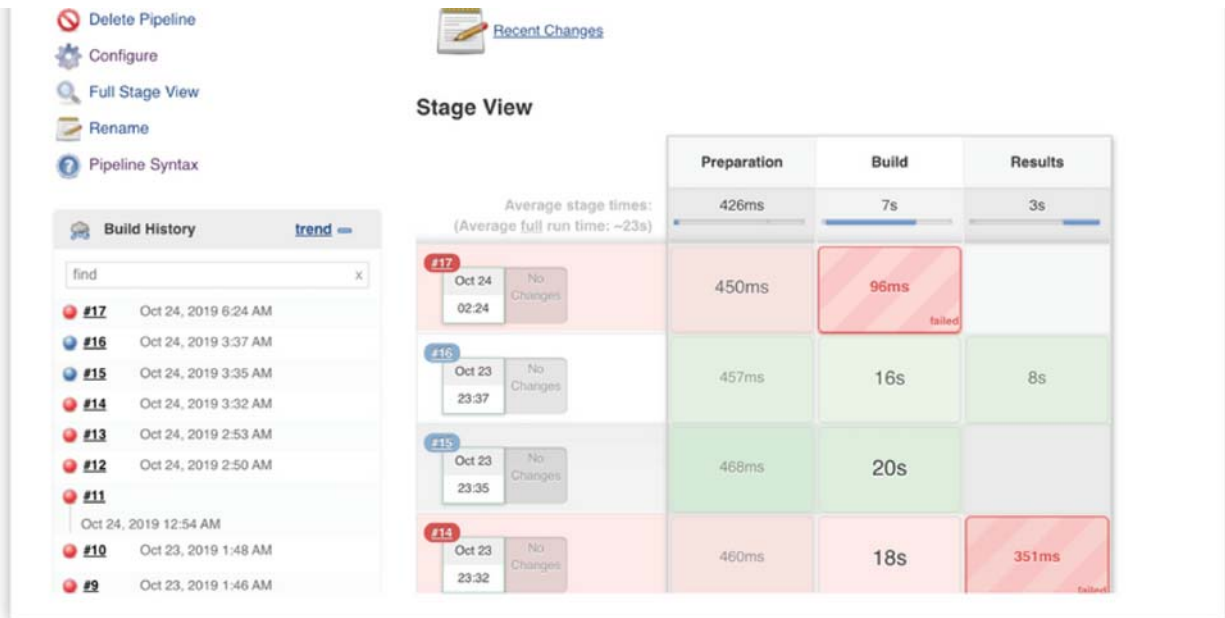 Delete Pipeline
Configure
Full Stage View
Rename
Pipeline Syntax
Build History trend
find x
#17 Oct 24, 2019 6:24 AM
#16 Oct 24, 2019 3:37 AM
#15 Oct 24, 2019 3:35 AM
#14 Oct 24, 2019 3:32 AM
#13 Oct 24, 2019 2:53 AM
#12 Oct 24, 2019 2:50 AM
#11
Oct 24, 2019 12:54 AM
#10 Oct 23, 2019 1:48 AM
#9 Oct 23, 2019 1:46 AM
Recent Changes
Stage View
Preparation Build Results
Average stage times: 426ms 7s 3s
(Average full run time: ~23s)
#17
Oct 24 No
Changes
02:24
450ms 96ms
failed
#16
Oct 23 No
Changes
23:37
457ms 16s 8s
#15
Oct 23 No
Changes
23:35
468ms 20s
#14
Oct 23 No
Changes
23:32
460ms 18s 351ms
failed